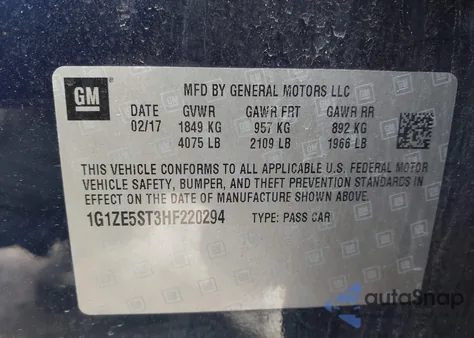 GM
MFD BY GENERAL MOTORS LLC
DATE GVWR GAWR FRT GAWR RR
02/17 1849 KG 957 KG 892 KG
4075 LB 2109 LB 1966 LB
THIS VEHICLE CONFORMS TO ALL APPLICABLE U.S. FEDERAL MOTOR
VEHICLE SAFETY, BUMPER, AND THEFT PREVENTION STANDARDS IN
EFFECT ON THE DATE OF MANUFACTURE SHOWN ABOVE.
1G1ZE5ST3HF220294 TYPE: PASS CAR
autoSnap